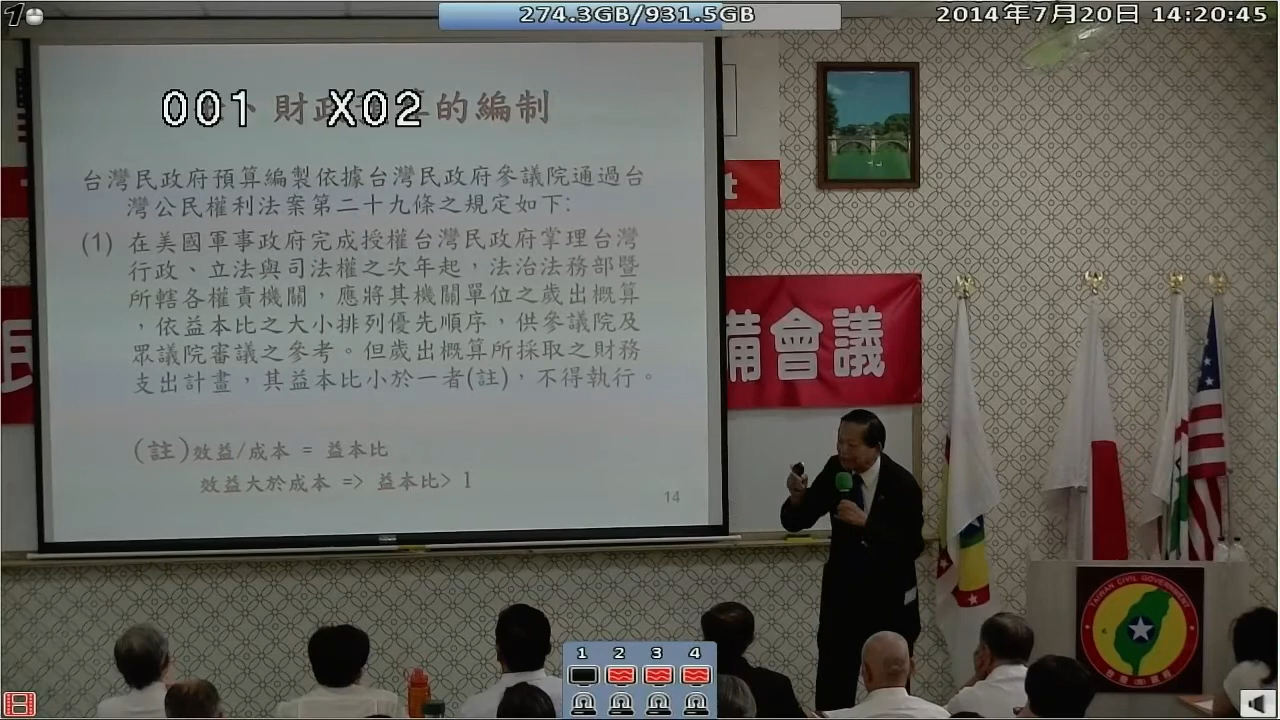 274.3GB/931.5GB
2014年7月20日 14:20:45
001 X02
、財政預算的編制
台灣民政府預算編製依據台灣民政府參議院通過台
灣公民權利法案第二十九條之規定如下:
(1) 在美國軍事政府完成授權台灣民政府掌理台灣
行政、立法與司法權之次年起，法治法務部暨
所轄各權責機關，應將其機關單位之歲出概算
，依益本比之大小排列優先順序，供參議院及
眾議院審議之參考。但歲出概算所採取之財務
支出計畫，其益本比小於一者(註)，不得執行。
(註)效益/成本 = 益本比
效益大於成本 => 益本比> 1
14
t
民
備會議
TAIWAN CIVIL GOVERNMENT
1 2 3 4